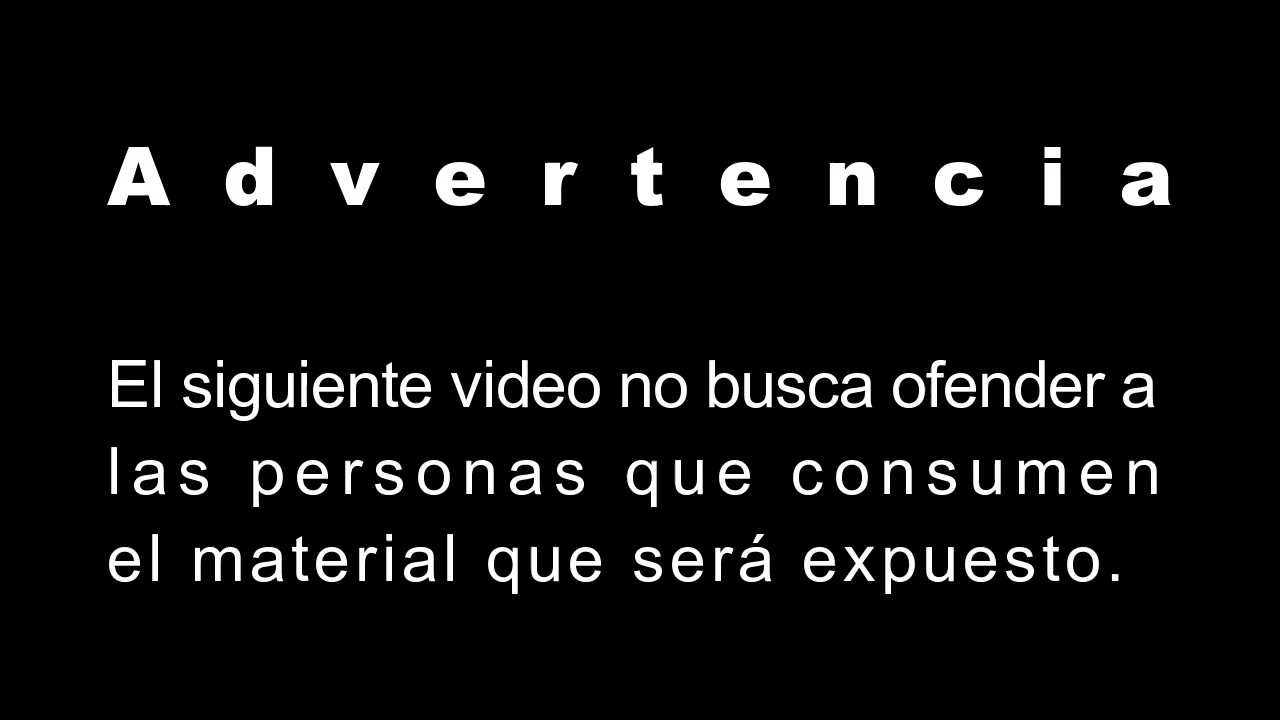 Advertencia
El siguiente video no busca ofender a
las personas que consumen
el material que será expuesto.